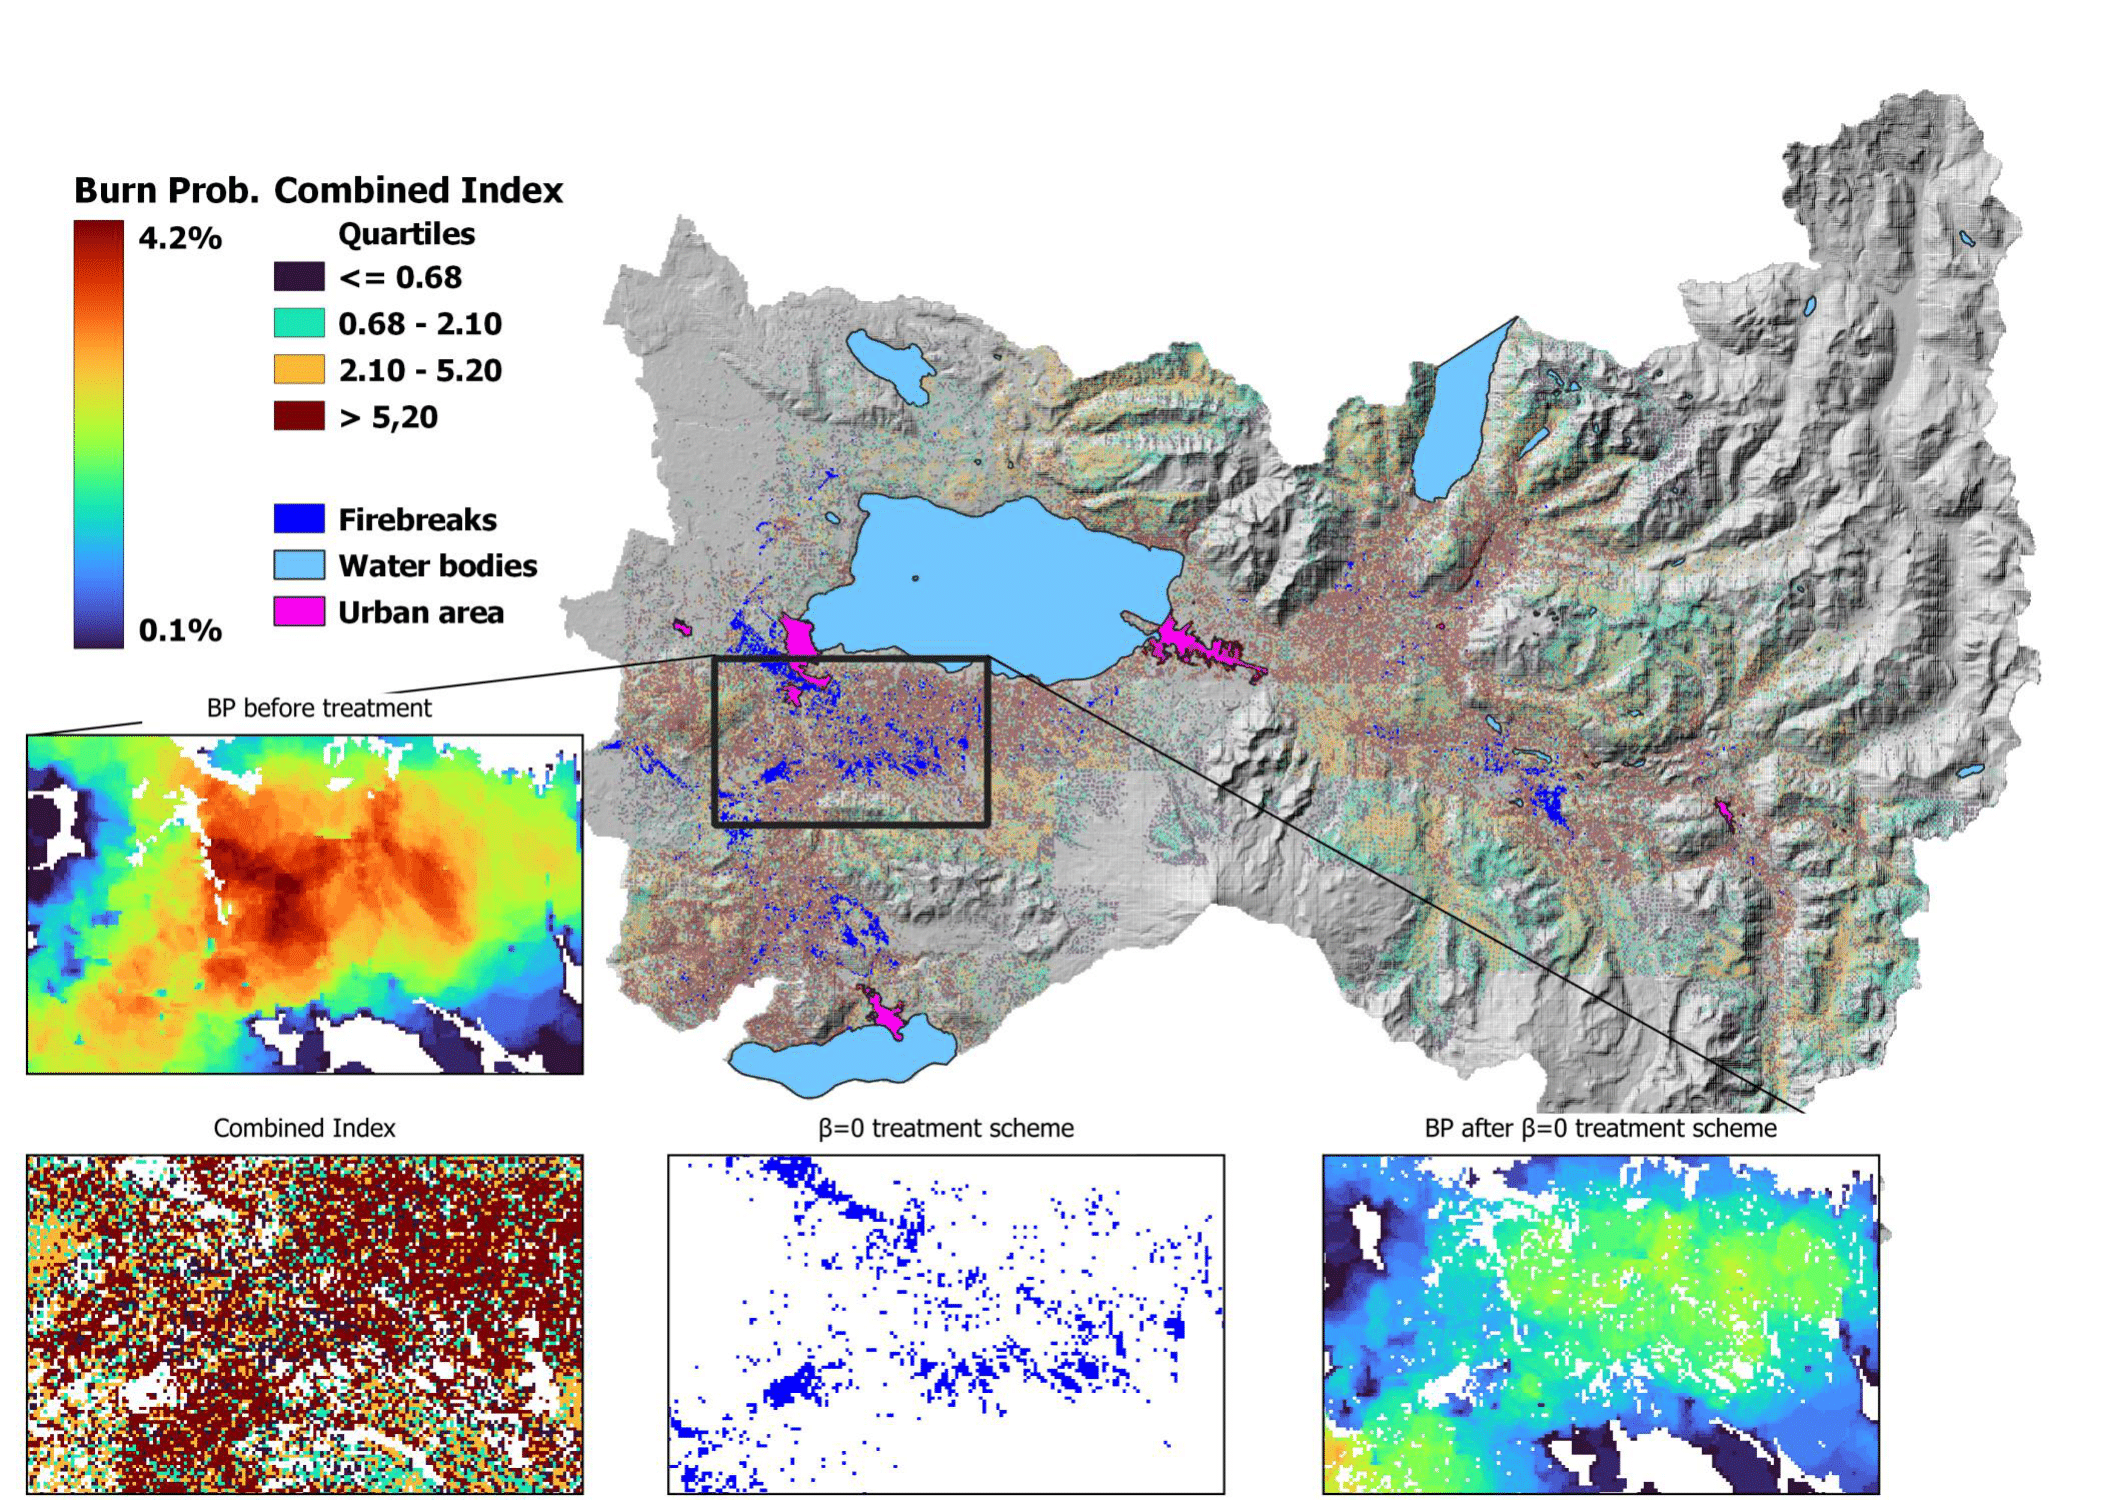 Burn Prob. Combined Index
4.2%
Quartiles
<= 0.68
0.68 - 2.10
2.10 - 5.20
> 5,20
Firebreaks
Water bodies
Urban area
0.1%
BP before treatment
Combined Index
β=0 treatment scheme
BP after β=0 treatment scheme